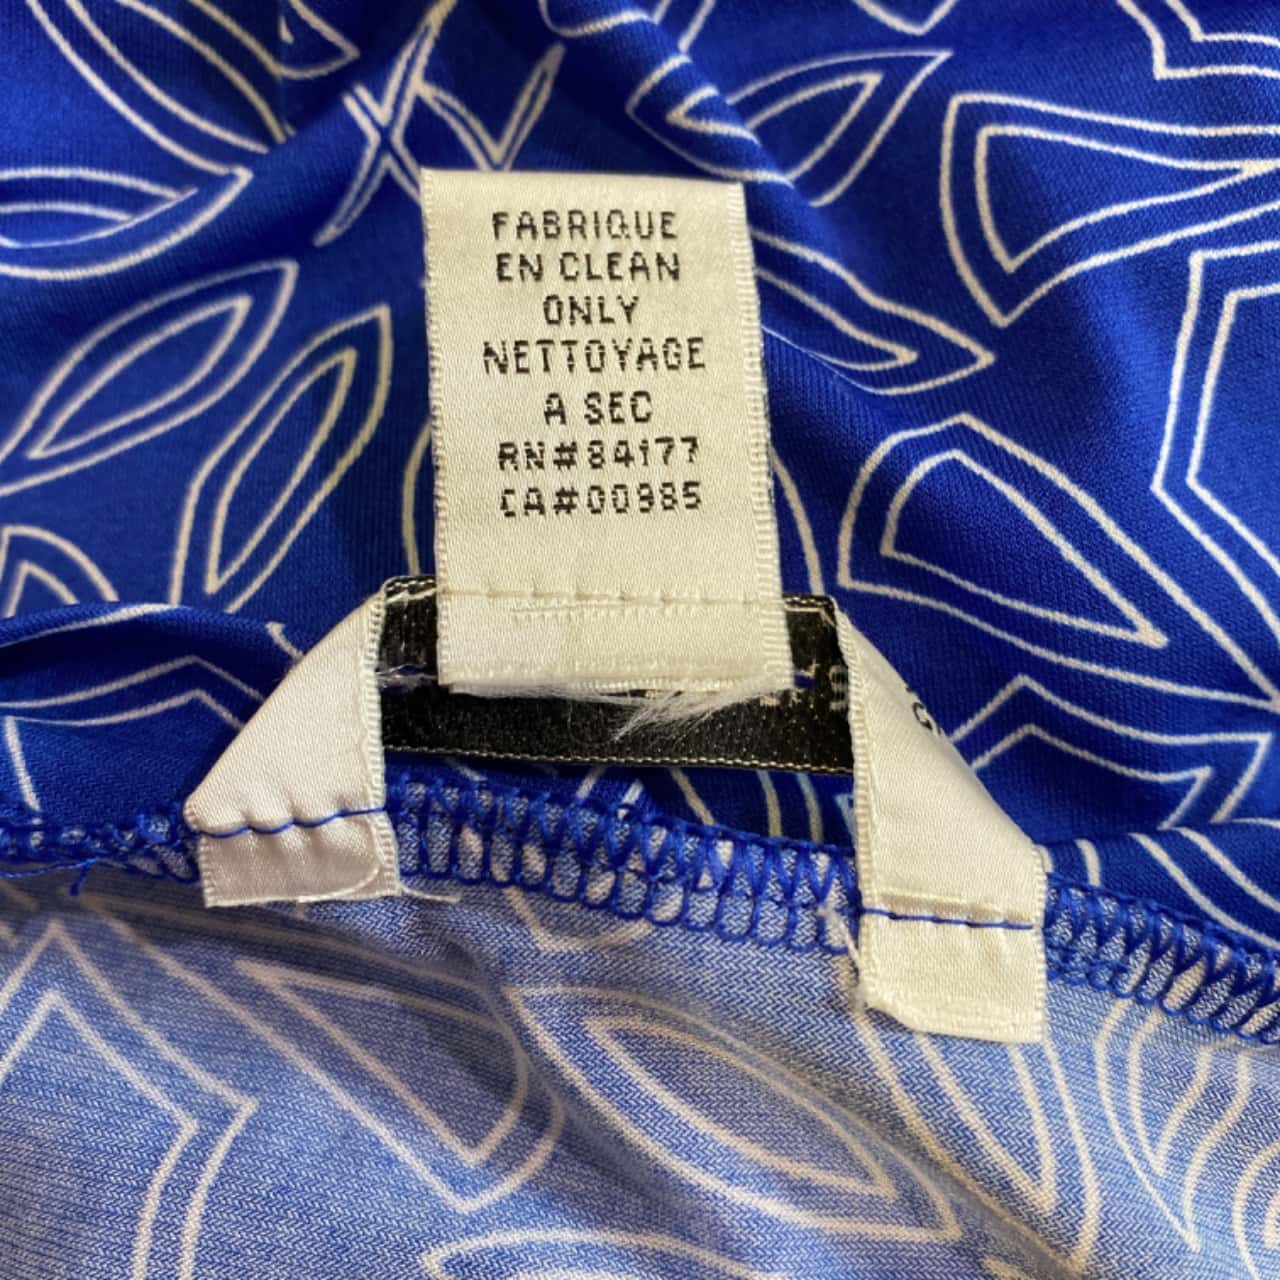 FABRIQUE
EN CLEAN
ONLY
NETTOYAGE
A SEC
RN#84177
CA#00985